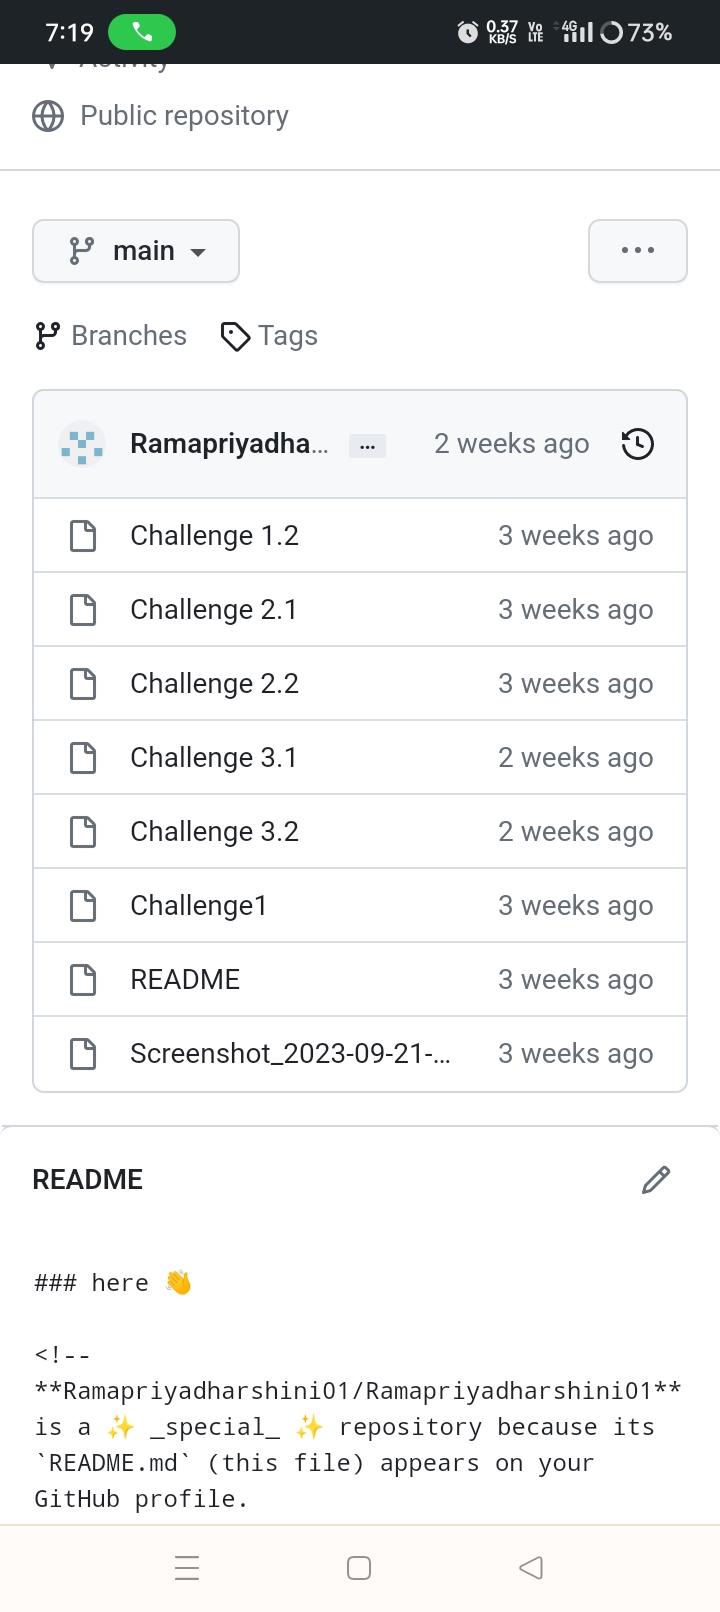 7:19 0.37 KB/S Vo LTE 4G 73%
Activity
Public repository
main
Branches Tags
Ramapriyadha... ... 2 weeks ago
Challenge 1.2 3 weeks ago
Challenge 2.1 3 weeks ago
Challenge 2.2 3 weeks ago
Challenge 3.1 2 weeks ago
Challenge 3.2 2 weeks ago
Challenge1 3 weeks ago
README 3 weeks ago
Screenshot_2023-09-21-... 3 weeks ago
README
### here 👋
<!--
**Ramapriyadharshini01/Ramapriyadharshini01**
is a ✨ _special_ ✨ repository because its
`README.md` (this file) appears on your
GitHub profile.